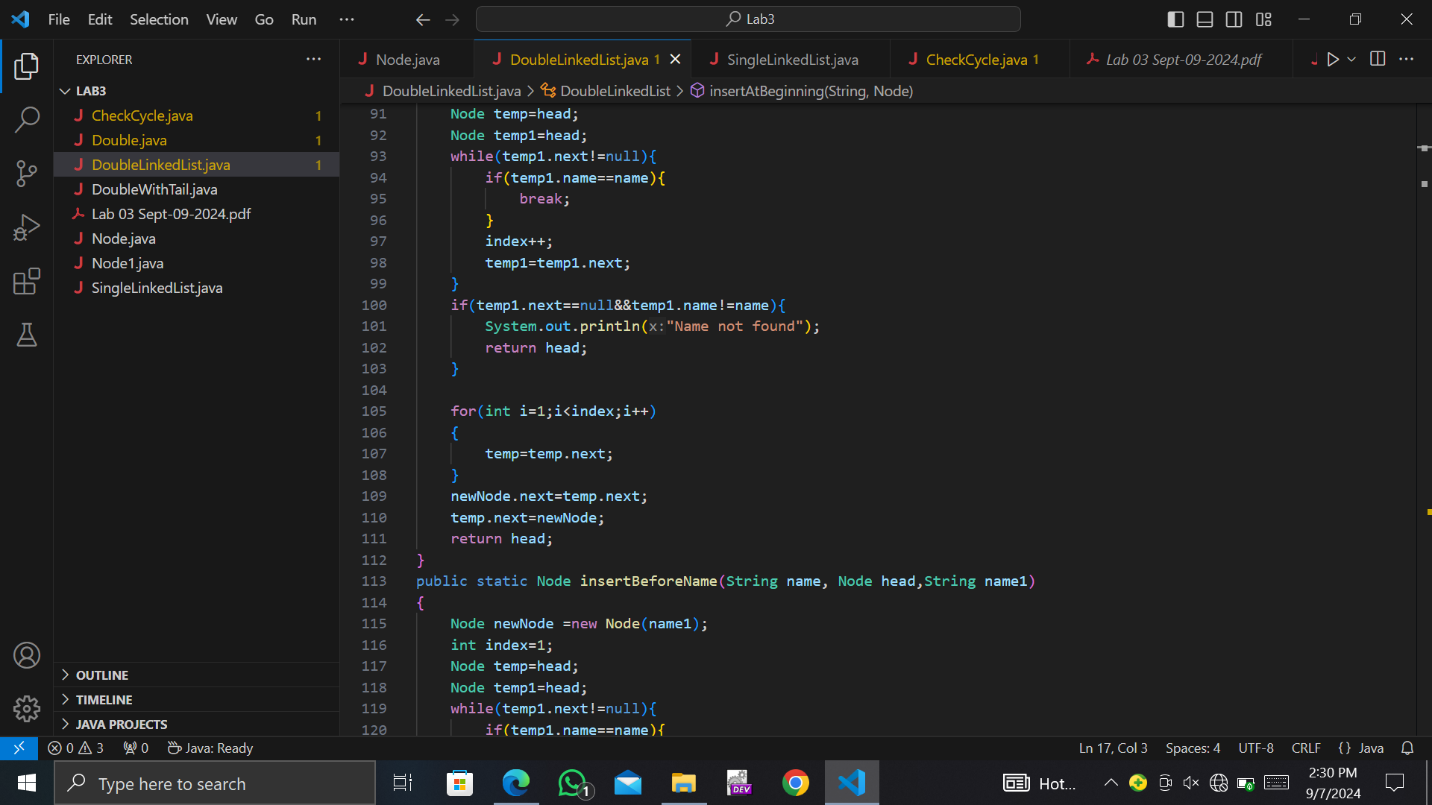 File Edit Selection View Go Run ··· Lab3
EXPLORER ···
LAB3
CheckCycle.java 1
Double.java 1
DoubleLinkedList.java 1
DoubleWithTail.java
Lab 03 Sept-09-2024.pdf
Node.java
Node1.java
SingleLinkedList.java
OUTLINE
TIMELINE
JAVA PROJECTS
Node.java DoubleLinkedList.java 1 SingleLinkedList.java CheckCycle.java 1 Lab 03 Sept-09-2024.pdf
DoubleLinkedList.java > DoubleLinkedList > insertAtBeginning(String, Node)
91 Node temp=head;
92 Node temp1=head;
93 while(temp1.next!=null){
94 if(temp1.name==name){
95 break;
96 }
97 index++;
98 temp1=temp1.next;
99 }
100 if(temp1.next==null&&temp1.name!=name){
101 System.out.println(x:"Name not found");
102 return head;
103 }
104
105 for(int i=1;i<index;i++)
106 {
107 temp=temp.next;
108 }
109 newNode.next=temp.next;
110 temp.next=newNode;
111 return head;
112 }
113 public static Node insertBeforeName(String name, Node head,String name1)
114 {
115 Node newNode =new Node(name1);
116 int index=1;
117 Node temp=head;
118 Node temp1=head;
119 while(temp1.next!=null){
120 if(temp1.name==name){
0 3 0 Java: Ready Ln 17, Col 3 Spaces: 4 UTF-8 CRLF {} Java
Type here to search 1 DEV Hot... 2:30 PM
9/7/2024